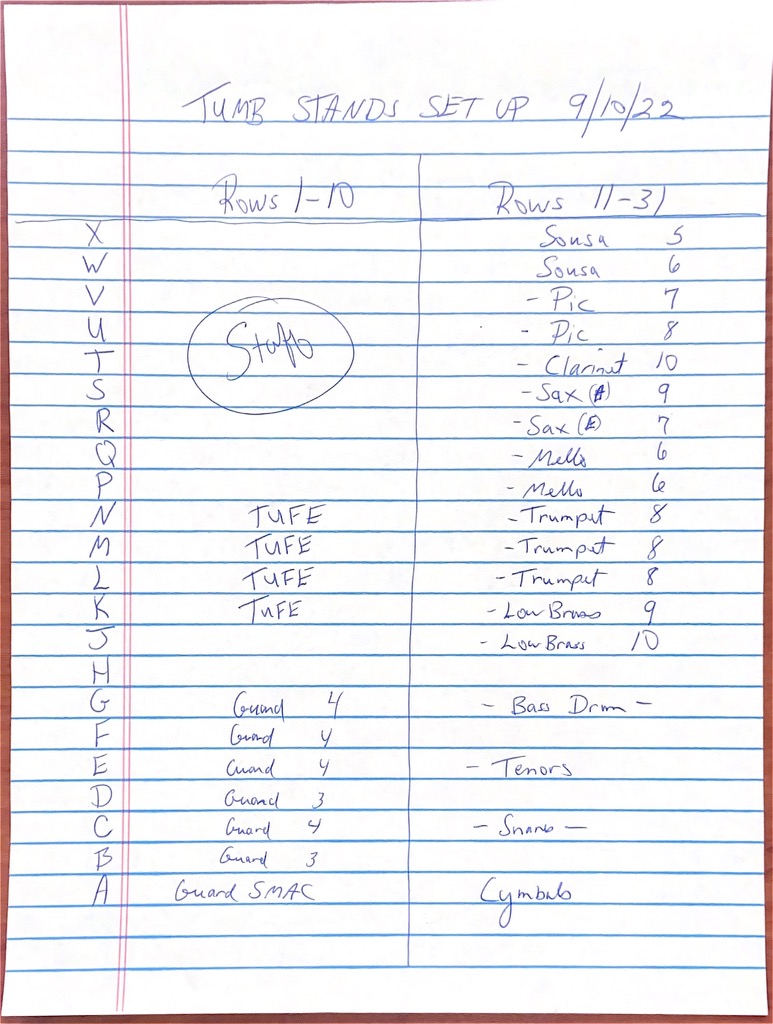 TUMB STANDS SET UP 9/10/22
Rows 1-10 Rows 11-31
X Sousa 5
W Sousa 6
V - Pic 7
U - Pic 8
Staff
T - Clarinet 10
S - Sax (A) 9
R - Sax (E) 7
Q - Mello 6
P - Mello 6
N TUFE - Trumpet 8
M TUFE - Trumpet 8
L TUFE - Trumpet 8
K TUFE - Low Brass 9
J - Low Brass 10
H
G Guard 4 - Bass Drum -
F Guard 4
E Guard 4 - Tenors
D Guard 3
C Guard 4 - Snare -
B Guard 3
A Guard SMAC Cymbals